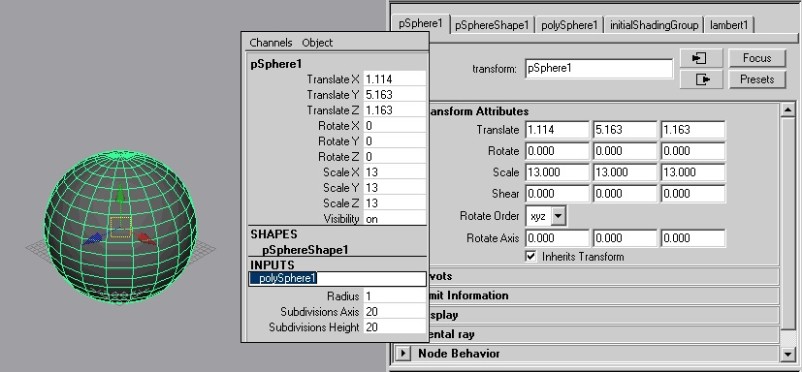 pSphere1 pSphereShape1 polySphere1 initialShadingGroup lambert1
Channels Object
pSphere1
Translate X 1.114
Translate Y 5.163
Translate Z 1.163
Rotate X 0
Rotate Y 0
Rotate Z 0
Scale X 13
Scale Y 13
Scale Z 13
Visibility on
SHAPES
pSphereShape1
INPUTS
polySphere1
Radius 1
Subdivisions Axis 20
Subdivisions Height 20
transform: pSphere1
Focus
Presets
ransform Attributes
Translate 1.114 5.163 1.163
Rotate 0.000 0.000 0.000
Scale 13.000 13.000 13.000
Shear 0.000 0.000 0.000
Rotate Order xyz
Rotate Axis 0.000 0.000 0.000
Inherits Transform
vots
mit Information
splay
ental ray
Node Behavior